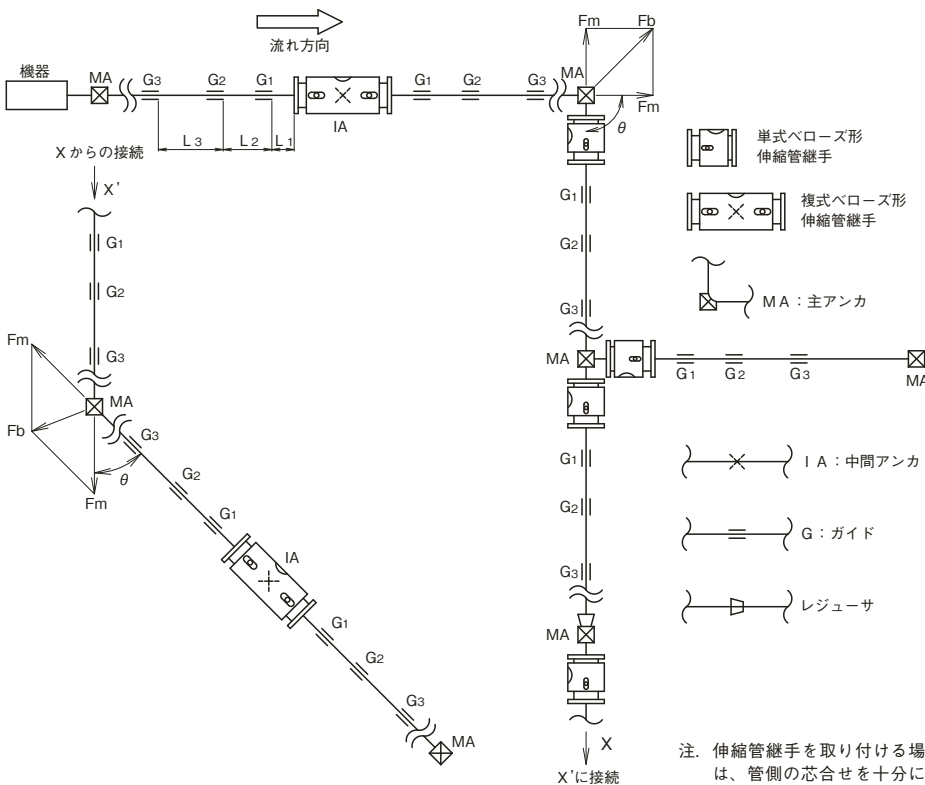 流れ方向
機器
MA
G3
G2
G1
IA
G1
G2
G3
MA
Fm
Fb
Fm
θ
L3
L2
L1
Xからの接続
X'
G1
G2
G3
MA
Fm
Fb
Fm
θ
G3
G2
G1
IA
G1
G2
G3
MA
G1
G2
G3
MA
G1
G2
G3
MA
G1
G2
G3
MA
X
X'に接続
単式ベローズ形
伸縮管継手
複式ベローズ形
伸縮管継手
MA：主アンカ
IA：中間アンカ
G：ガイド
レジューサ
注. 伸縮管継手を取り付ける場
は、管側の芯合せを十分に